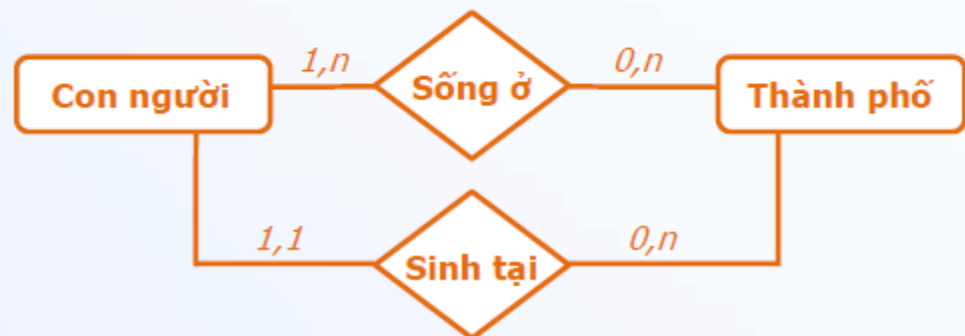 1,n
0,n
Con người
Sống ở
Thành phố
1,1
0,n
Sinh tại